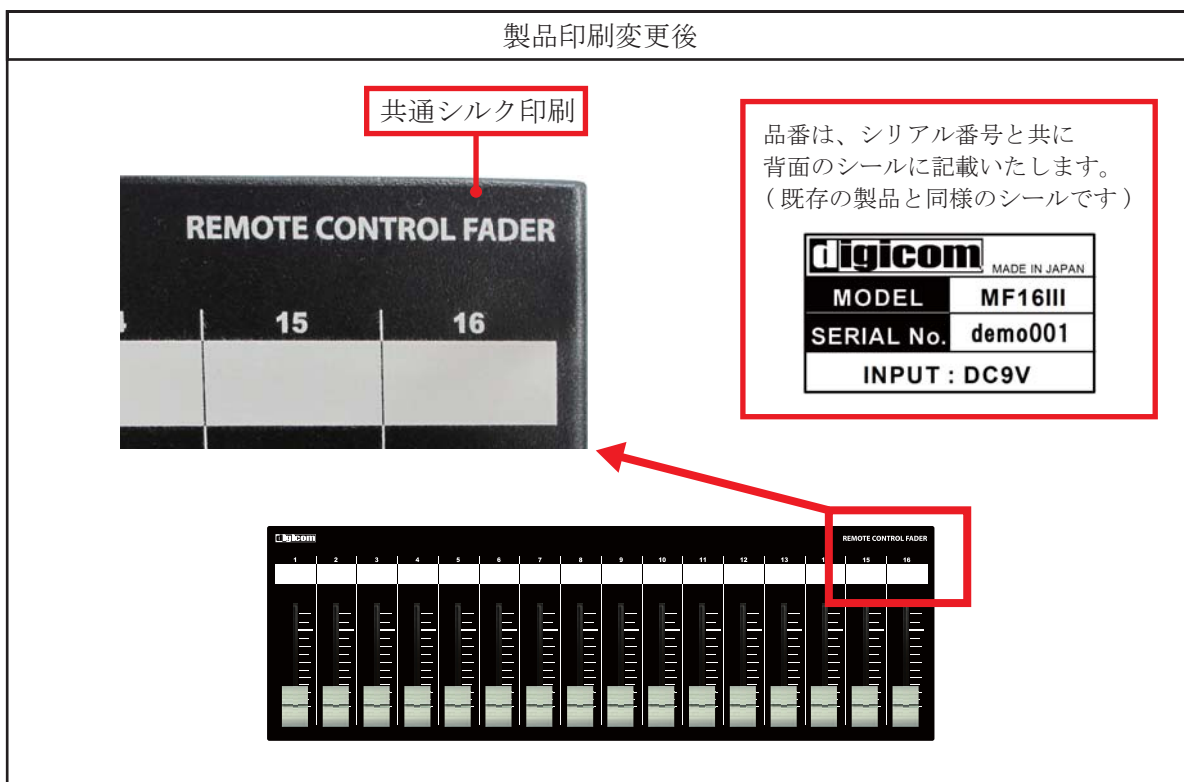 製品印刷変更後
共通シルク印刷
REMOTE CONTROL FADER
15 16
品番は、シリアル番号と共に
背面のシールに記載いたします。
(既存の製品と同様のシールです)
digicom MADE IN JAPAN
MODEL MF16III
SERIAL No. demo001
INPUT : DC9V
digicom REMOTE CONTROL FADER
1 2 3 4 5 6 7 8 9 10 11 12 13 15 16